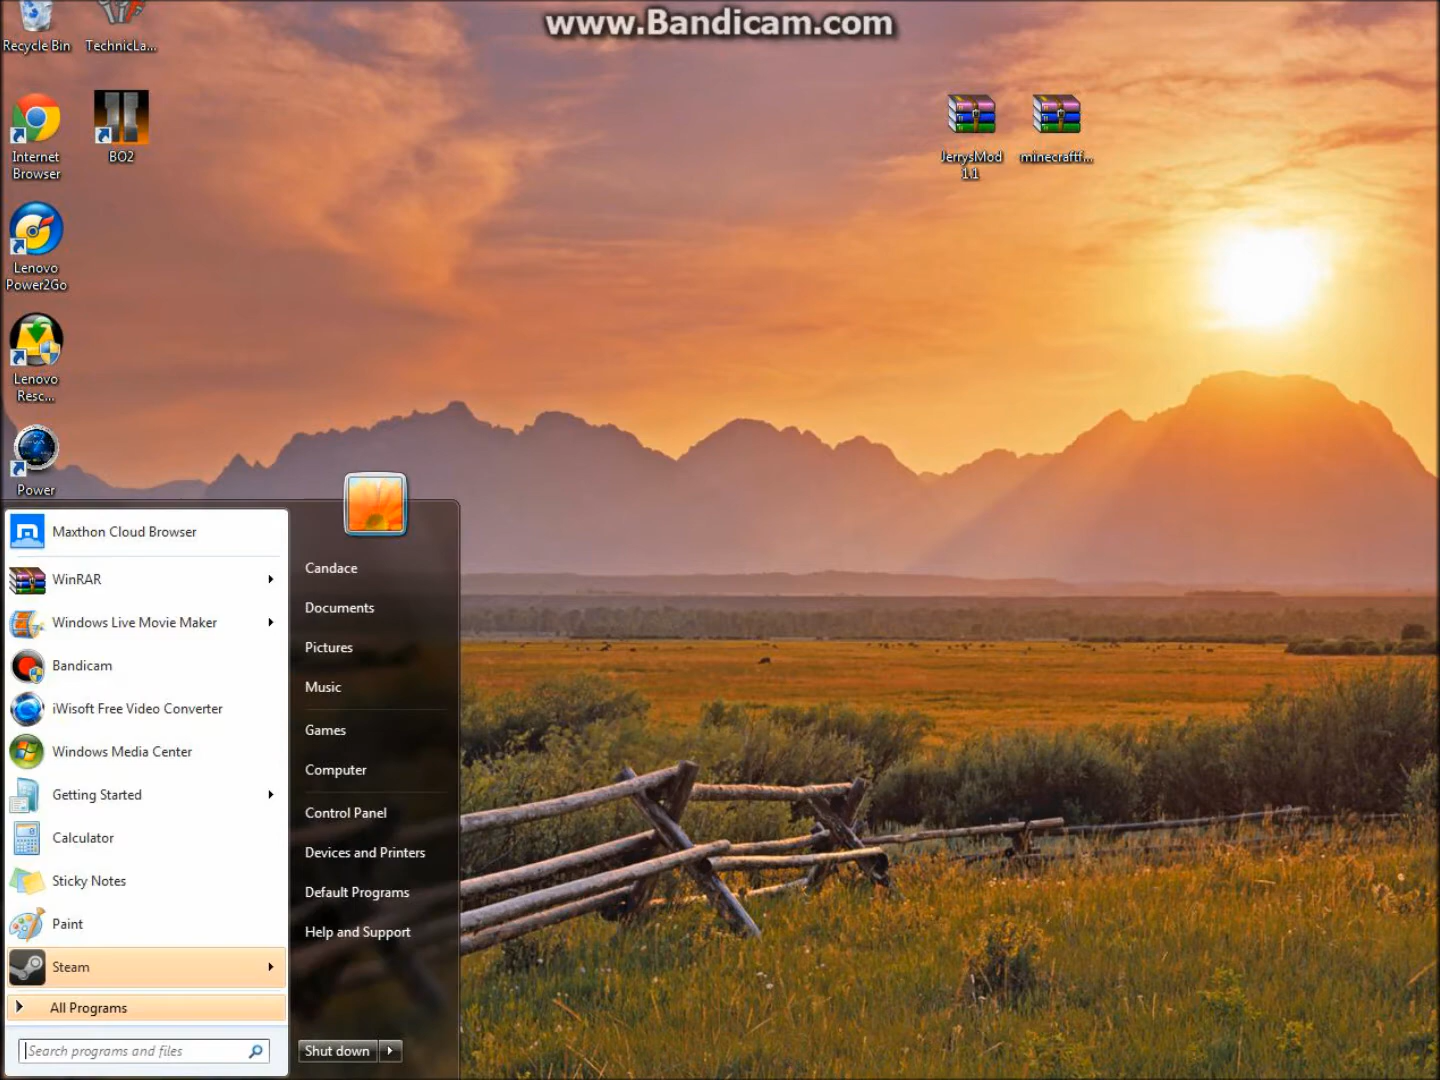 www.Bandicam.com
Recycle Bin
TechnicLa...
Internet
Browser
BO2
JerrysMod
1.1
minecraftf...
Lenovo
Power2Go
Lenovo
Resc...
Power
Maxthon Cloud Browser
WinRAR
Windows Live Movie Maker
Bandicam
iWisoft Free Video Converter
Windows Media Center
Getting Started
Calculator
Sticky Notes
Paint
Steam
All Programs
Search programs and files
Candace
Documents
Pictures
Music
Games
Computer
Control Panel
Devices and Printers
Default Programs
Help and Support
Shut down